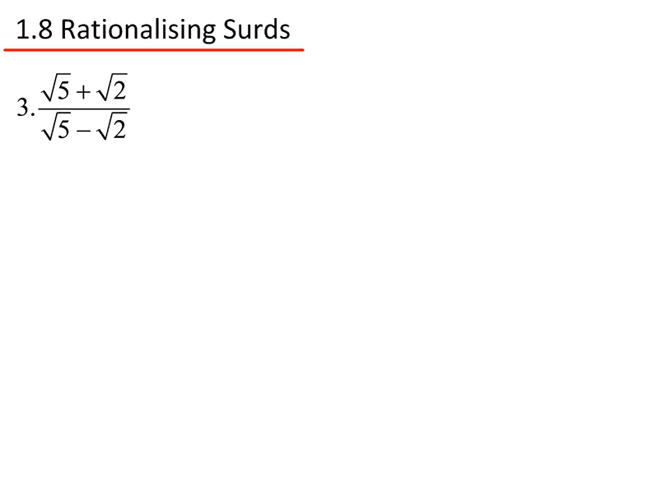 1.8 Rationalising Surds
3. (√5 + √2) / (√5 − √2)